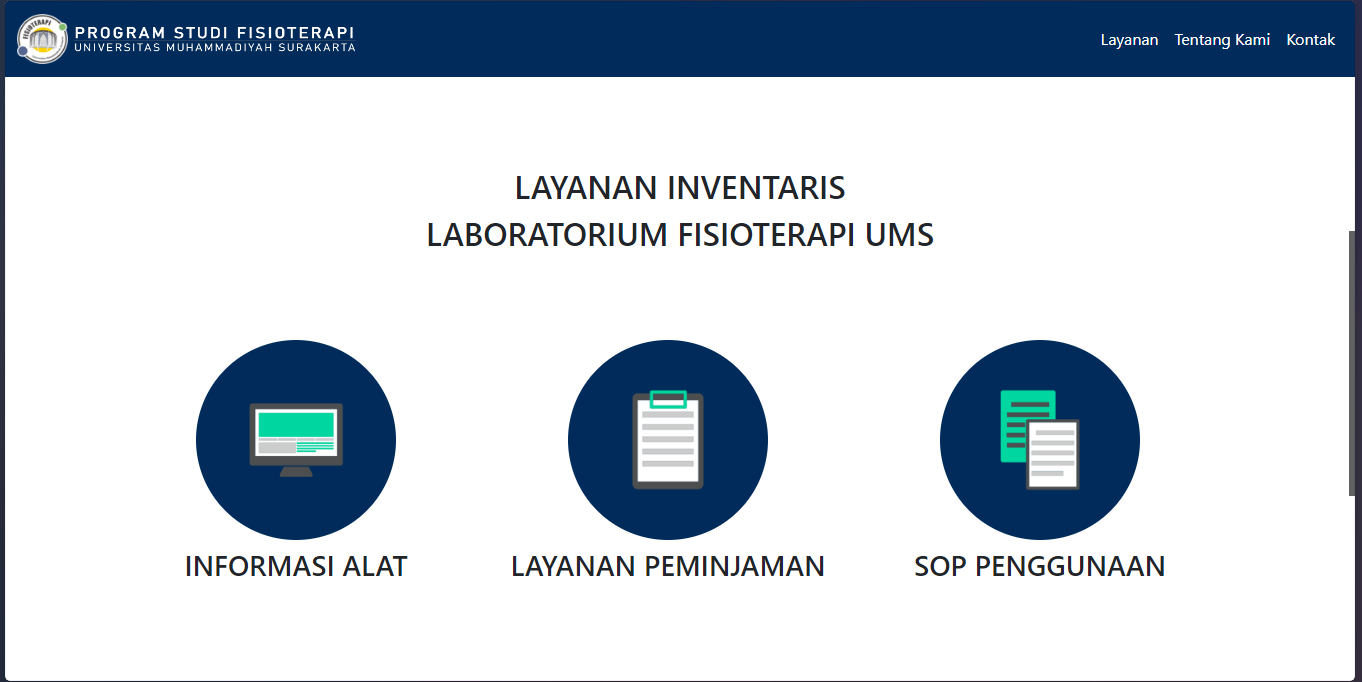 FISIOTERAPI
PROGRAM STUDI FISIOTERAPI
UNIVERSITAS MUHAMMADIYAH SURAKARTA
Layanan Tentang Kami Kontak
LAYANAN INVENTARIS
LABORATORIUM FISIOTERAPI UMS
INFORMASI ALAT
LAYANAN PEMINJAMAN
SOP PENGGUNAAN